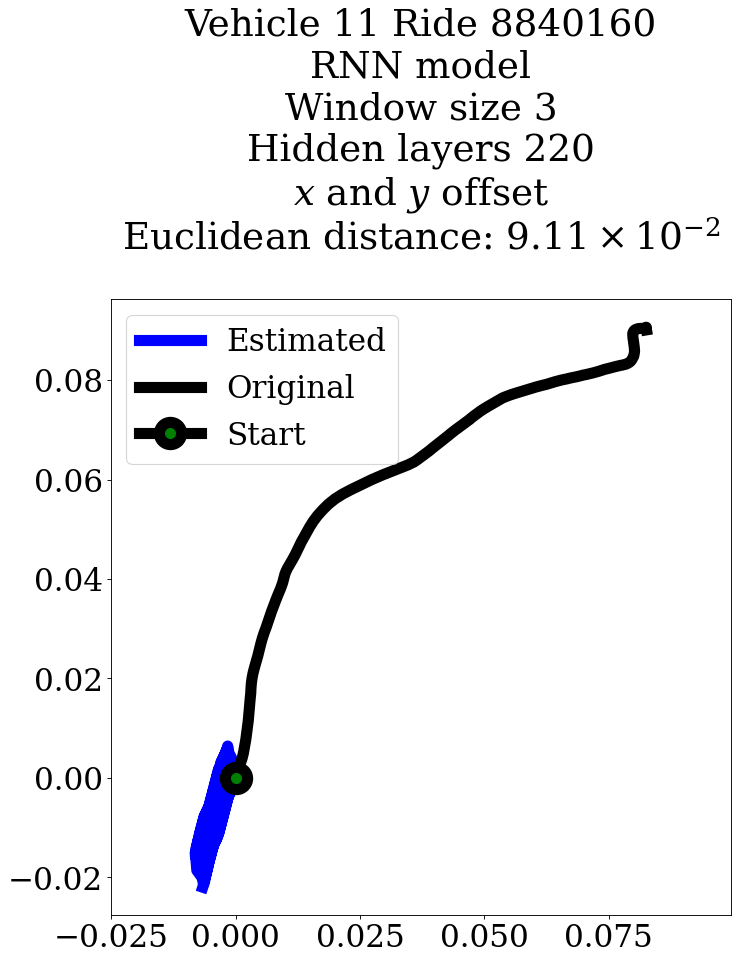 Vehicle 11 Ride 8840160
RNN model
Window size 3
Hidden layers 220
x and y offset
Euclidean distance: 9.11 × 10⁻²
Estimated
Original
Start
0.08
0.06
0.04
0.02
0.00
−0.02
−0.025 0.000 0.025 0.050 0.075